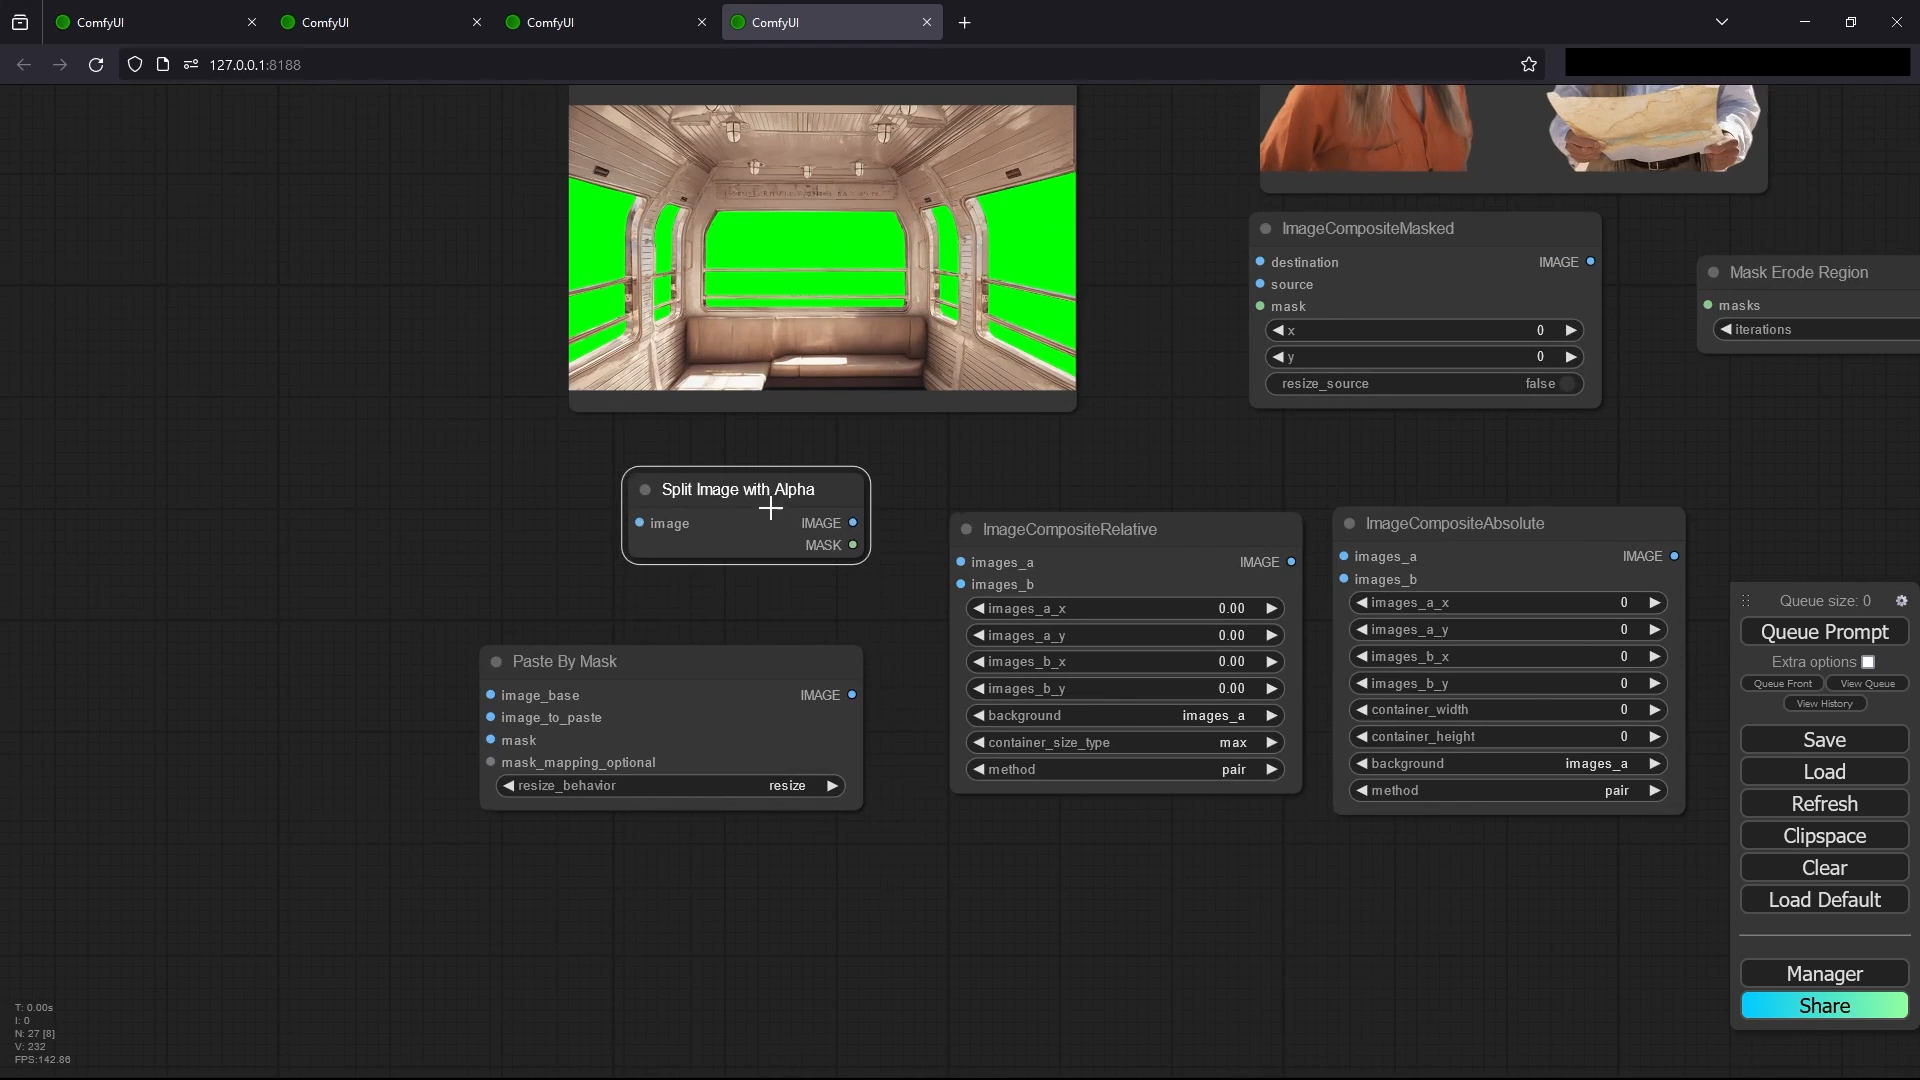 ComfyUI
ComfyUI
ComfyUI
ComfyUI
127.0.0.1:8188
ImageCompositeMasked
destination IMAGE
source
mask
x 0
y 0
resize_source false
Mask Erode Region
masks
iterations
Split Image with Alpha
image IMAGE
MASK
ImageCompositeRelative
images_a IMAGE
images_b
images_a_x 0.00
images_a_y 0.00
images_b_x 0.00
images_b_y 0.00
background images_a
container_size_type max
method pair
ImageCompositeAbsolute
images_a IMAGE
images_b
images_a_x 0
images_a_y 0
images_b_x 0
images_b_y 0
container_width 0
container_height 0
background images_a
method pair
Paste By Mask
image_base IMAGE
image_to_paste
mask
mask_mapping_optional
resize_behavior resize
Queue size: 0
Queue Prompt
Extra options
Queue Front View Queue
View History
Save
Load
Refresh
Clipspace
Clear
Load Default
Manager
Share
T: 0.00s
I: 0
N: 27 [8]
V: 232
FPS:142.86